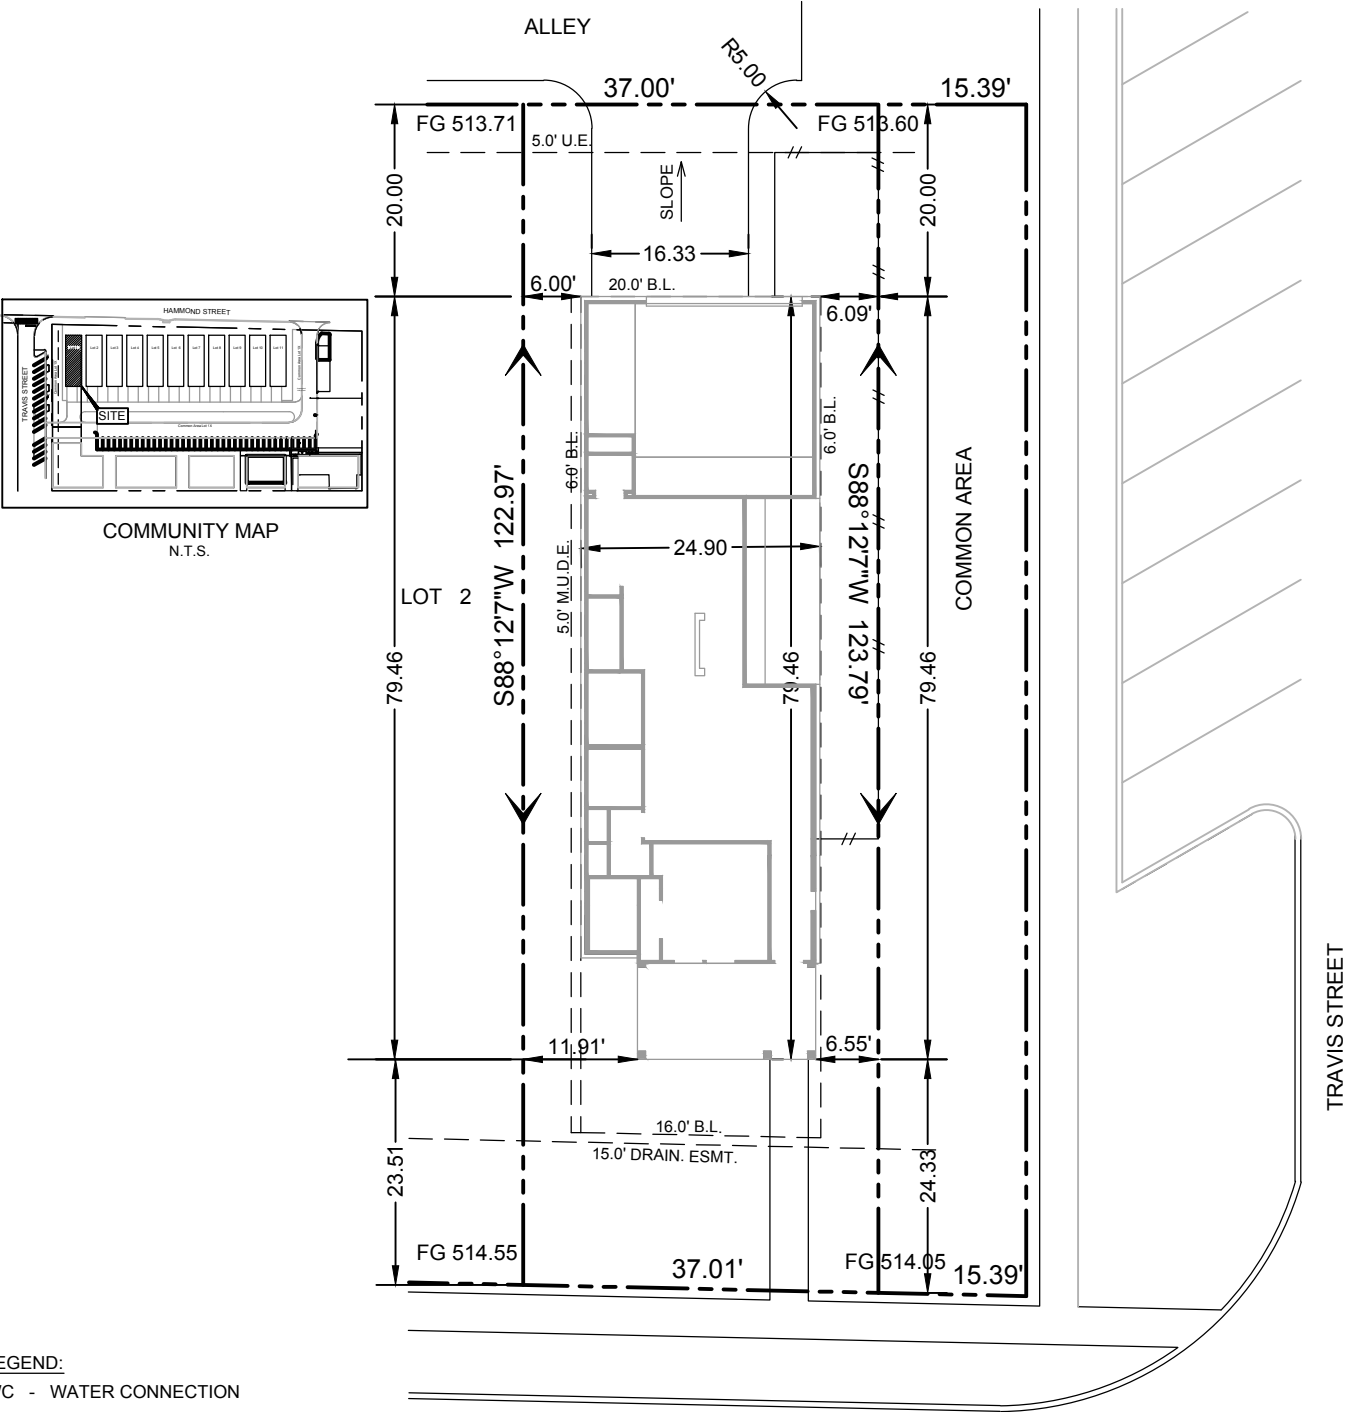 ALLEY
R5.00
37.00'
15.39'
FG 513.71
FG 513.60
5.0' U.E.
SLOPE
20.00
20.00
16.33
6.00'
20.0' B.L.
6.09'
HAMMOND STREET
TRAVIS STREET
SITE
Common Area Lot 18
COMMUNITY MAP
N.T.S.
6.0' B.L.
6.0' B.L.
S88°12'7"W 122.97'
S88°12'7"W 123.79'
COMMON AREA
24.90
5.0' M.U.D.E.
LOT 2
79.46
79.46
79.46
11.91'
6.55'
16.0' B.L.
15.0' DRAIN. ESMT.
23.51
24.33
FG 514.55
FG 514.05
37.01'
15.39'
TRAVIS STREET
EGEND:
C - WATER CONNECTION